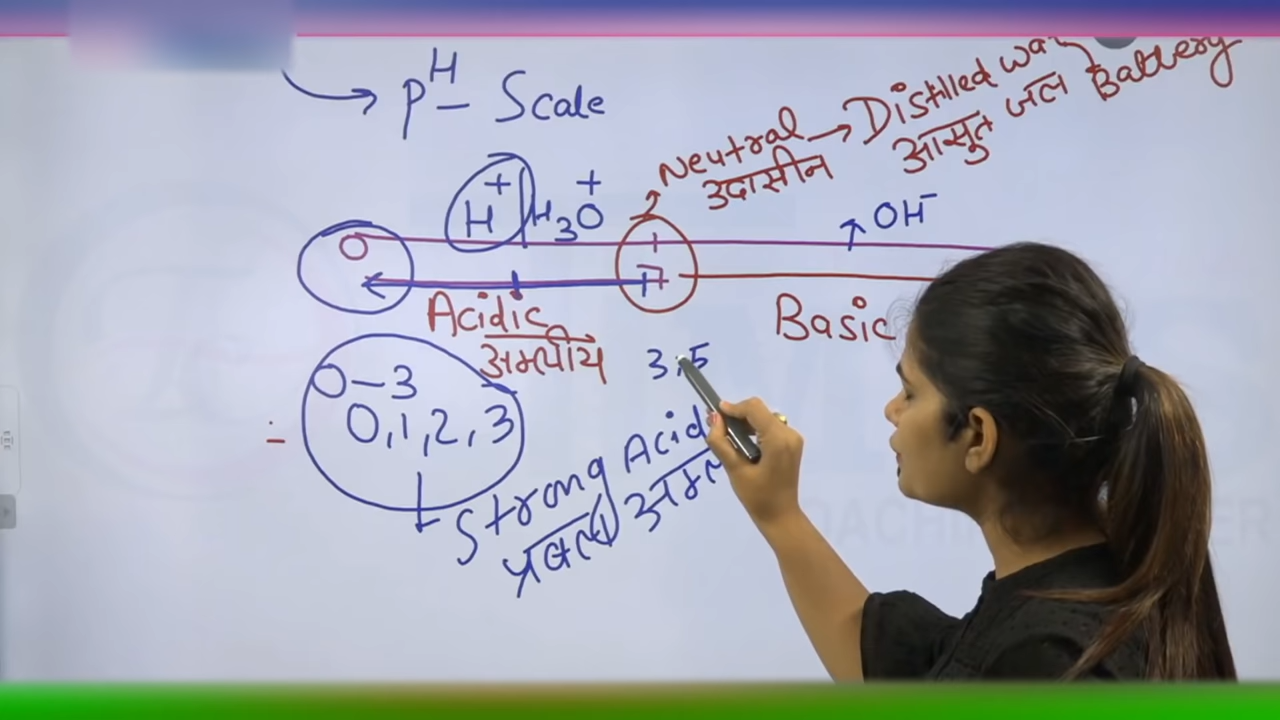 pH - Scale
Neutral → Distilled wa Battery
उदासीन आसुत जल
H+ H3O+
OH-
0 7
Acidic Basic
अम्लीय
3,5
0-3
0,1,2,3
Strong Acid
प्रबल अम्ल